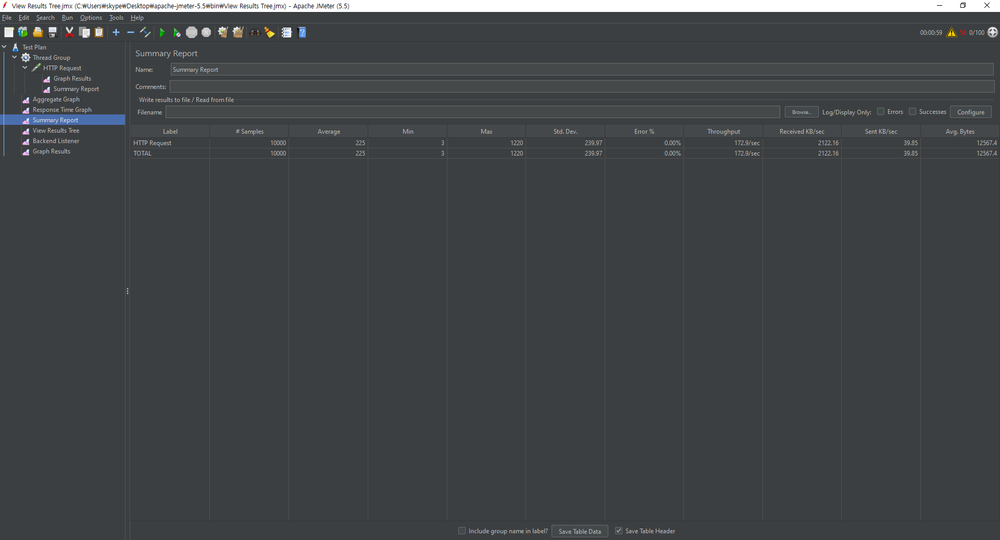 View Results Tree.jmx (C:₩Users₩skype₩Desktop₩apache-jmeter-5.5₩bin₩View Results Tree.jmx) - Apache JMeter (5.5)
File Edit Search Run Options Tools Help
STOP 00:00:59 58 0/100
Test Plan
Thread Group
HTTP Request
Graph Results
Summary Report
Aggregate Graph
Response Time Graph
Summary Report
View Results Tree
Backend Listener
Graph Results
Summary Report
Name: Summary Report
Comments:
Write results to file / Read from file
Filename Browse... Log/Display Only: Errors Successes Configure
Label # Samples Average Min Max Std. Dev. Error % Throughput Received KB/sec Sent KB/sec Avg. Bytes
HTTP Request 10000 225 3 1220 239.97 0.00% 172.9/sec 2122.16 39.85 12567.4
TOTAL 10000 225 3 1220 239.97 0.00% 172.9/sec 2122.16 39.85 12567.4
Include group name in label? Save Table Data Save Table Header